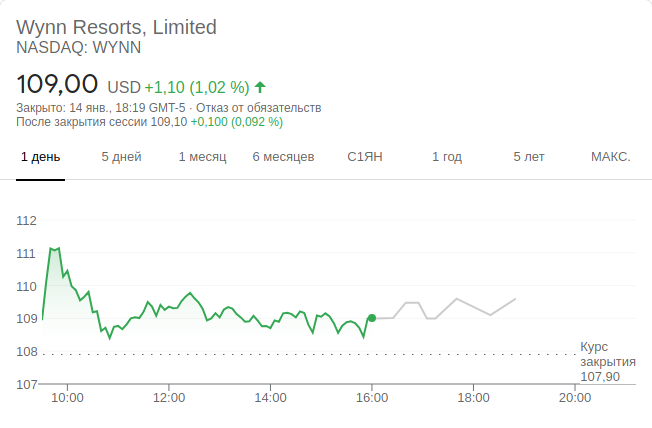 Wynn Resorts, Limited
NASDAQ: WYNN
109,00 USD +1,10 (1,02 %)
Закрыто: 14 янв., 18:19 GMT-5 · Отказ от обязательств
После закрытия сессии 109,10 +0,100 (0,092 %)
1 день 5 дней 1 месяц 6 месяцев С1ЯН 1 год 5 лет МАКС.
112
111
110
109
108
107
Курс
закрытия
107,90
10:00 12:00 14:00 16:00 18:00 20:00